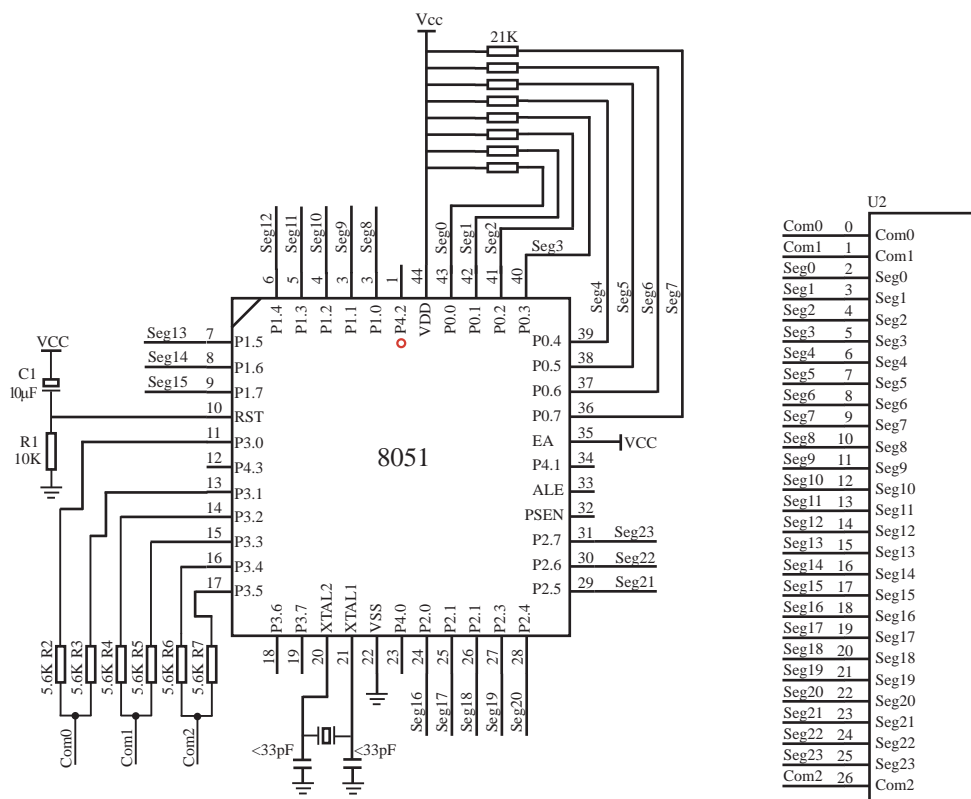 Vcc
21K
Seg12
Seg11
Seg10
Seg9
Seg8
Seg0
Seg1
Seg2
Seg3
Seg4
Seg5
Seg6
Seg7
6
5
4
3
3
1
44
43
42
41
40
P1.4
P1.3
P1.2
P1.1
P1.0
P4.2
VDD
P0.0
P0.1
P0.2
P0.3
Seg13 7 P1.5
Seg14 8 P1.6
Seg15 9 P1.7
10 RST
11 P3.0
12 P4.3
13 P3.1
14 P3.2
15 P3.3
16 P3.4
17 P3.5
VCC
C1
10μF
R1
10K
8051
P0.4 39
P0.5 38
P0.6 37
P0.7 36
EA 35 VCC
P4.1 34
ALE 33
PSEN 32
P2.7 31 Seg23
P2.6 30 Seg22
P2.5 29 Seg21
P3.6
P3.7
XTAL2
XTAL1
VSS
P4.0
P2.0
P2.1
P2.1
P2.3
P2.4
18
19
20
21
22
23
24
25
26
27
28
Seg16
Seg17
Seg18
Seg19
Seg20
5.6K R2
5.6K R3
5.6K R4
5.6K R5
5.6K R6
5.6K R7
Com0
Com1
Com2
<33pF
<33pF
U2
Com0 0 Com0
Com1 1 Com1
Seg0 2 Seg0
Seg1 3 Seg1
Seg2 4 Seg2
Seg3 5 Seg3
Seg4 6 Seg4
Seg5 7 Seg5
Seg6 8 Seg6
Seg7 9 Seg7
Seg8 10 Seg8
Seg9 11 Seg9
Seg10 12 Seg10
Seg11 13 Seg11
Seg12 14 Seg12
Seg13 15 Seg13
Seg14 16 Seg14
Seg15 17 Seg15
Seg16 18 Seg16
Seg17 19 Seg17
Seg18 20 Seg18
Seg19 21 Seg19
Seg20 22 Seg20
Seg21 23 Seg21
Seg22 24 Seg22
Seg23 25 Seg23
Com2 26 Com2